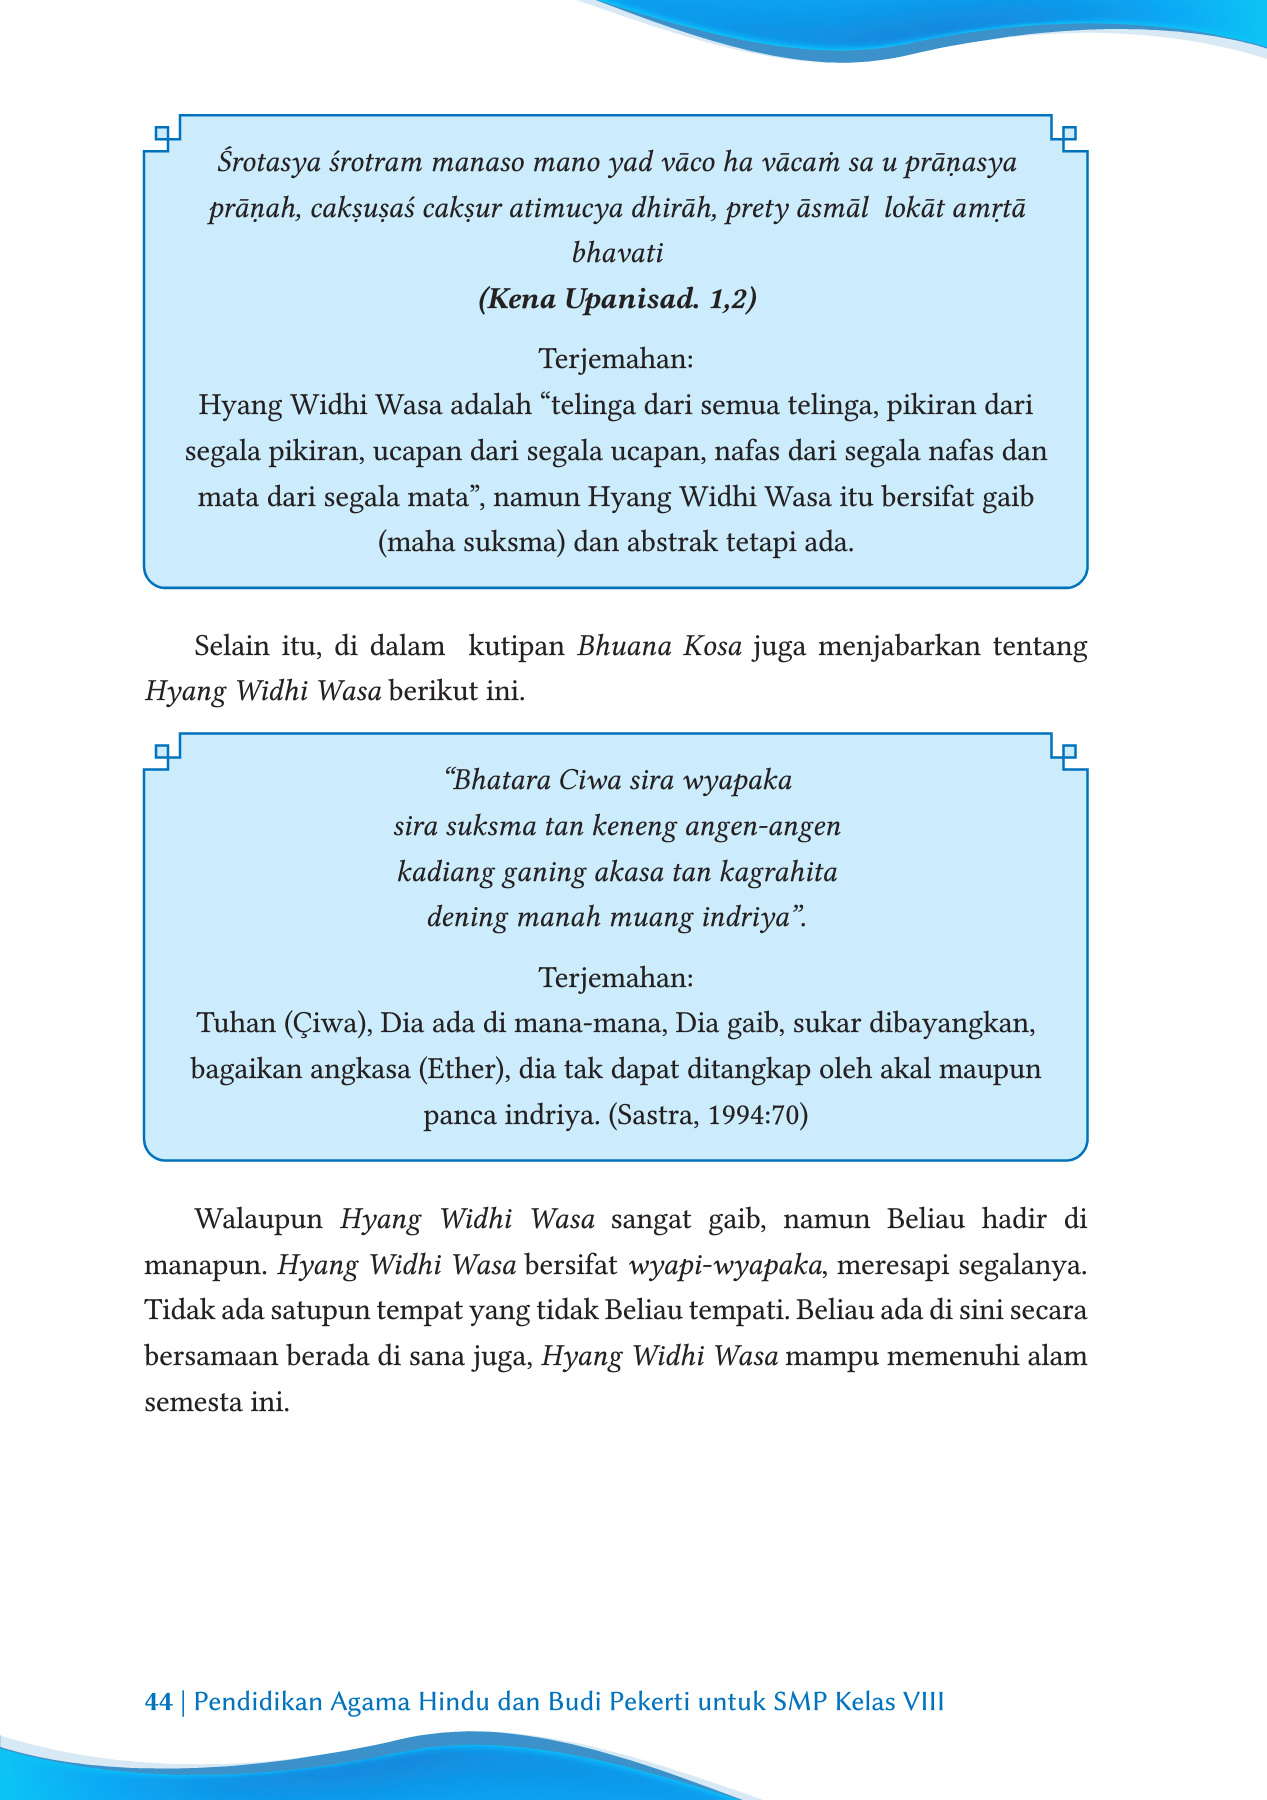 Śrotasya śrotram manaso mano yad vāco ha vācaṁ sa u prāṇasya
prāṇah, cakṣuṣaś cakṣur atimucya dhirāh, prety āsmāl lokāt amṛtā
bhavati
(Kena Upanisad. 1,2)
Terjemahan:
Hyang Widhi Wasa adalah “telinga dari semua telinga, pikiran dari
segala pikiran, ucapan dari segala ucapan, nafas dari segala nafas dan
mata dari segala mata”, namun Hyang Widhi Wasa itu bersifat gaib
(maha suksma) dan abstrak tetapi ada.
Selain itu, di dalam kutipan Bhuana Kosa juga menjabarkan tentang
Hyang Widhi Wasa berikut ini.
“Bhatara Ciwa sira wyapaka
sira suksma tan keneng angen-angen
kadiang ganing akasa tan kagrahita
dening manah muang indriya”.
Terjemahan:
Tuhan (Çiwa), Dia ada di mana-mana, Dia gaib, sukar dibayangkan,
bagaikan angkasa (Ether), dia tak dapat ditangkap oleh akal maupun
panca indriya. (Sastra, 1994:70)
Walaupun Hyang Widhi Wasa sangat gaib, namun Beliau hadir di
manapun. Hyang Widhi Wasa bersifat wyapi-wyapaka, meresapi segalanya.
Tidak ada satupun tempat yang tidak Beliau tempati. Beliau ada di sini secara
bersamaan berada di sana juga, Hyang Widhi Wasa mampu memenuhi alam
semesta ini.
44 | Pendidikan Agama Hindu dan Budi Pekerti untuk SMP Kelas VIII